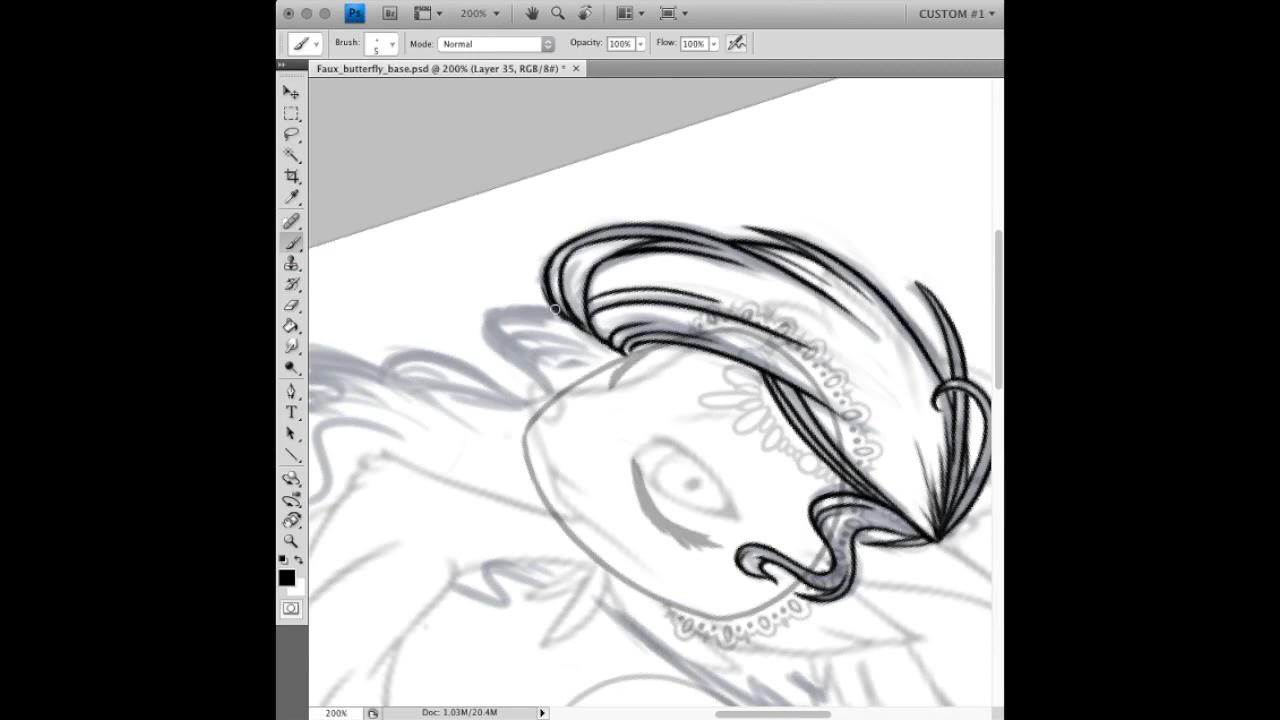 Ps Br 200% CUSTOM #1
Brush: 5 Mode: Normal Opacity: 100% Flow: 100%
Faux_butterfly_base.psd @ 200% (Layer 35, RGB/8#) *
T
200% Doc: 1.03M/20.4M